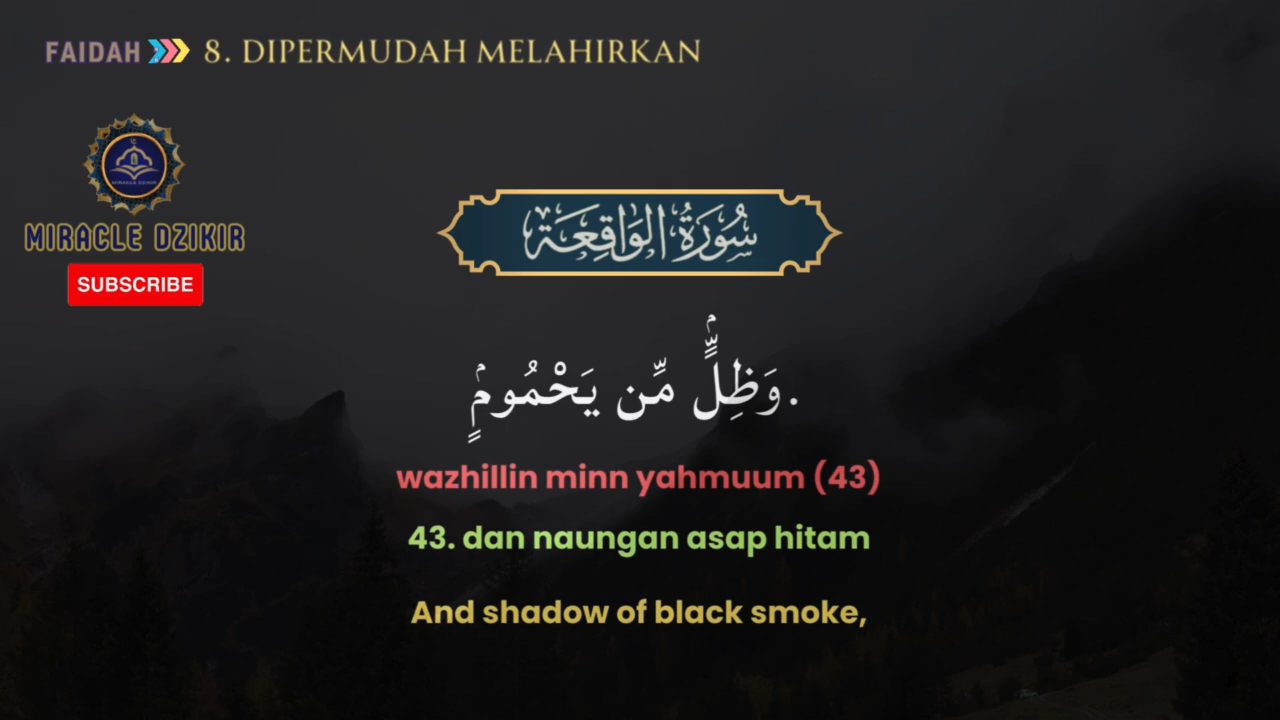 FAIDAH 8. DIPERMUDAH MELAHIRKAN
MIRACLE DZIKIR
SUBSCRIBE
سُورَةُ الوَاقِعَة
وَظِلٍّۢ مِّن يَحْمُومٍۢ.
wazhillin minn yahmuum (43)
43. dan naungan asap hitam
And shadow of black smoke,